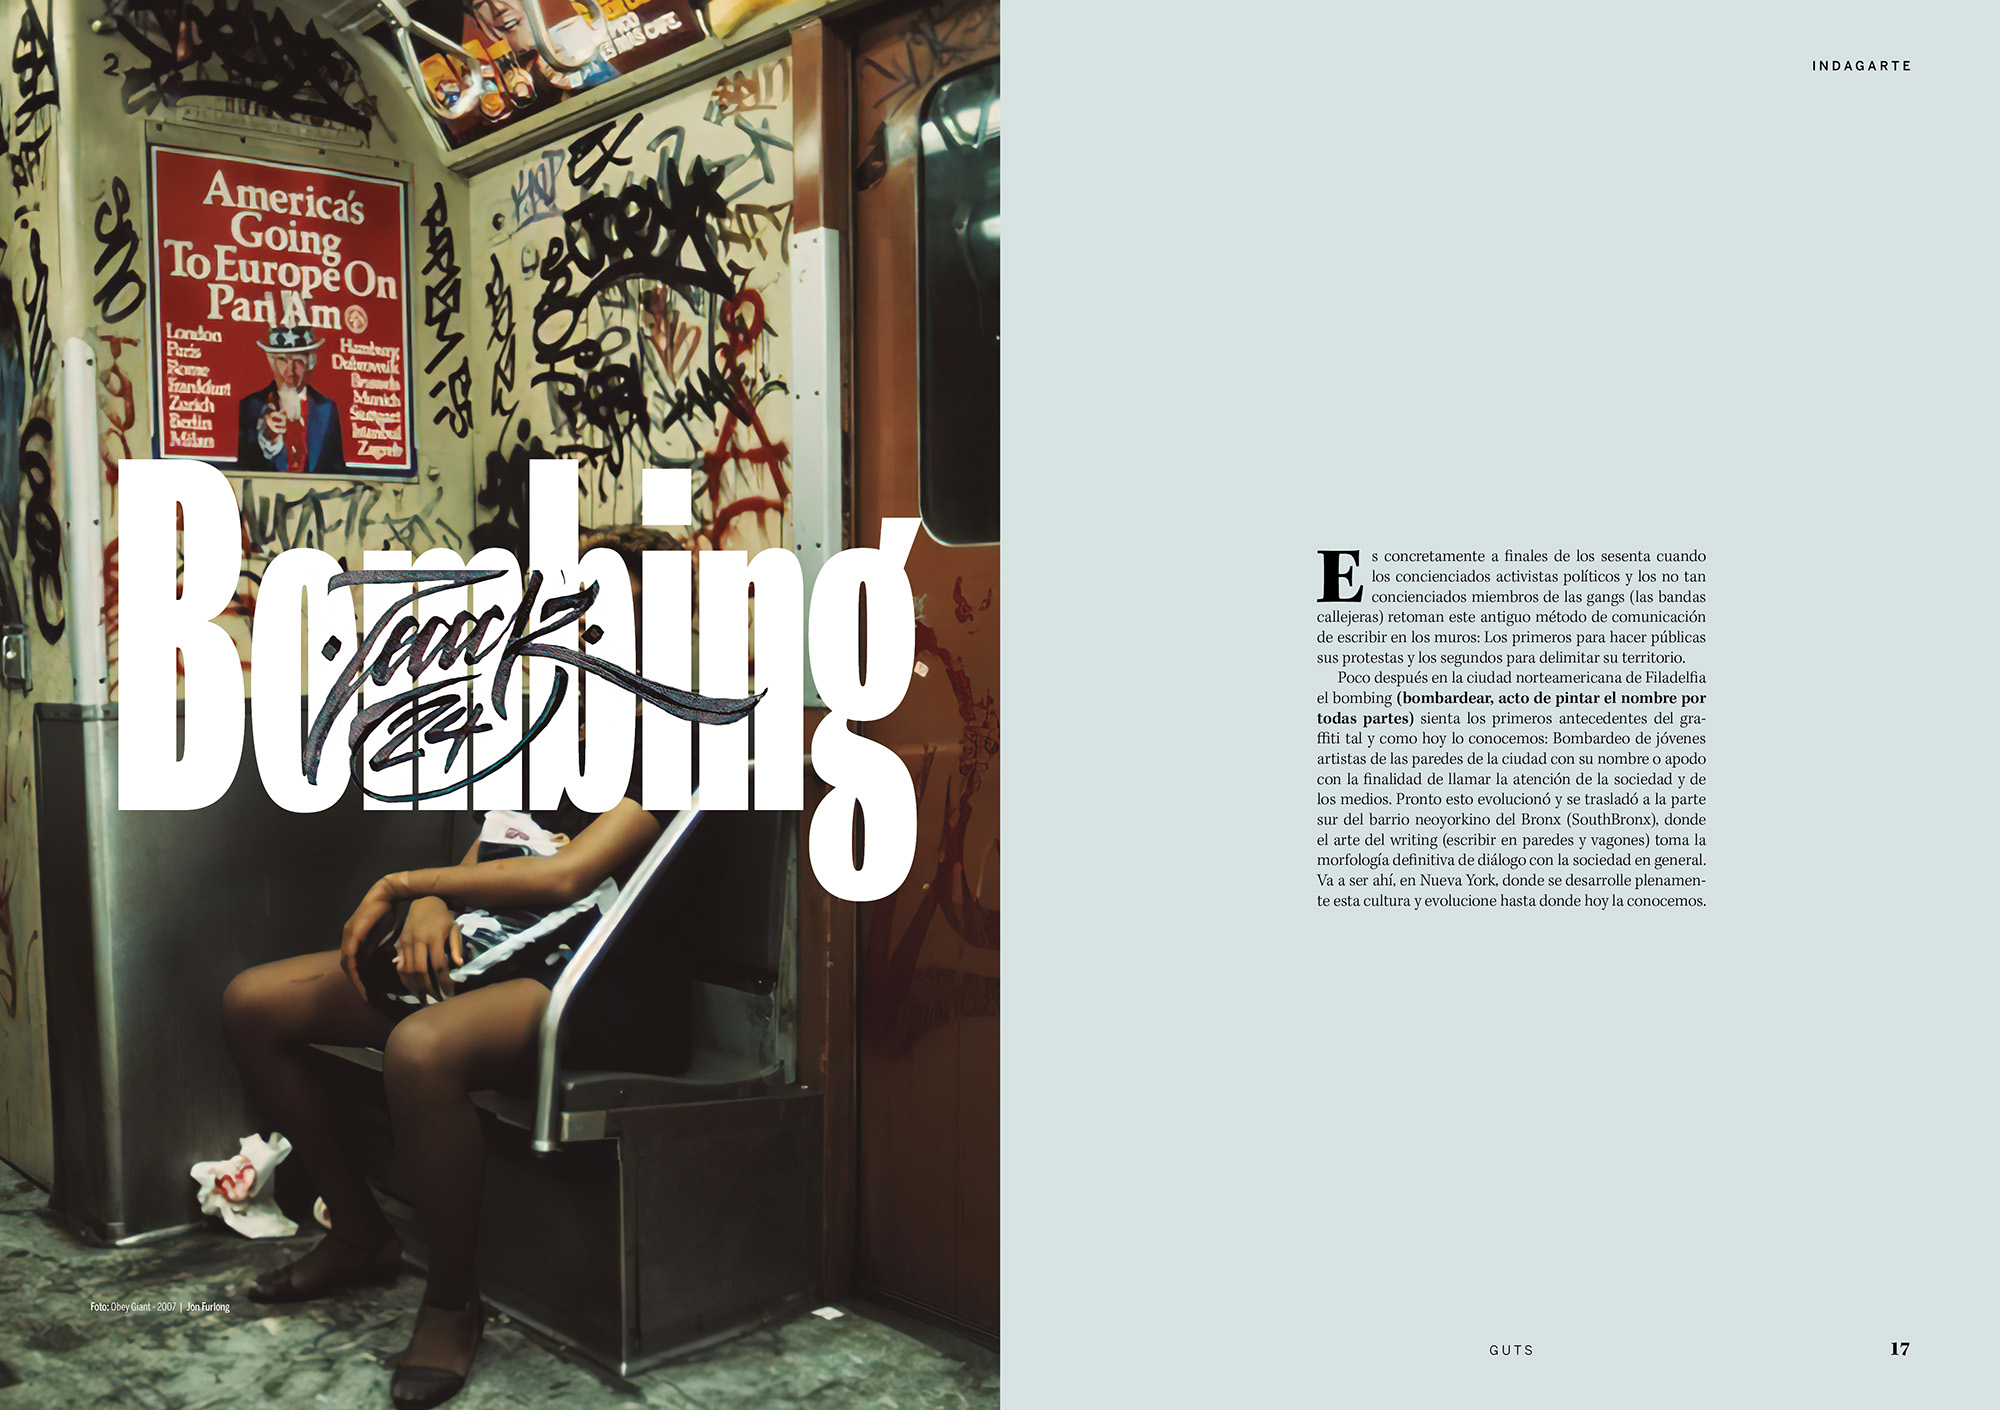 America's
Going
To Europe On
Pan Am
London
Paris
Rome
Frankfurt
Zurich
Berlin
Milan
Hamburg
Dubrovnik
Munich
Stuttgart
Istanbul
Zagreb
Bombing
24
Foto: Obey Giant - 2007 | Jon Furlong
INDAGARTE
Es concretamente a finales de los sesenta cuando
los concienciados activistas políticos y los no tan
concienciados miembros de las gangs (las bandas
callejeras) retoman este antiguo método de comunicación
de escribir en los muros: Los primeros para hacer públicas
sus protestas y los segundos para delimitar su territorio.
Poco después en la ciudad norteamericana de Filadelfia
el bombing (bombardear, acto de pintar el nombre por
todas partes) sienta los primeros antecedentes del gra-
ffiti tal y como hoy lo conocemos: Bombardeo de jóvenes
artistas de las paredes de la ciudad con su nombre o apodo
con la finalidad de llamar la atención de la sociedad y de
los medios. Pronto esto evolucionó y se trasladó a la parte
sur del barrio neoyorkino del Bronx (SouthBronx), donde
el arte del writing (escribir en paredes y vagones) toma la
morfología definitiva de diálogo con la sociedad en general.
Va a ser ahí, en Nueva York, donde se desarrolle plenamen-
te esta cultura y evolucione hasta donde hoy la conocemos.
GUTS
17